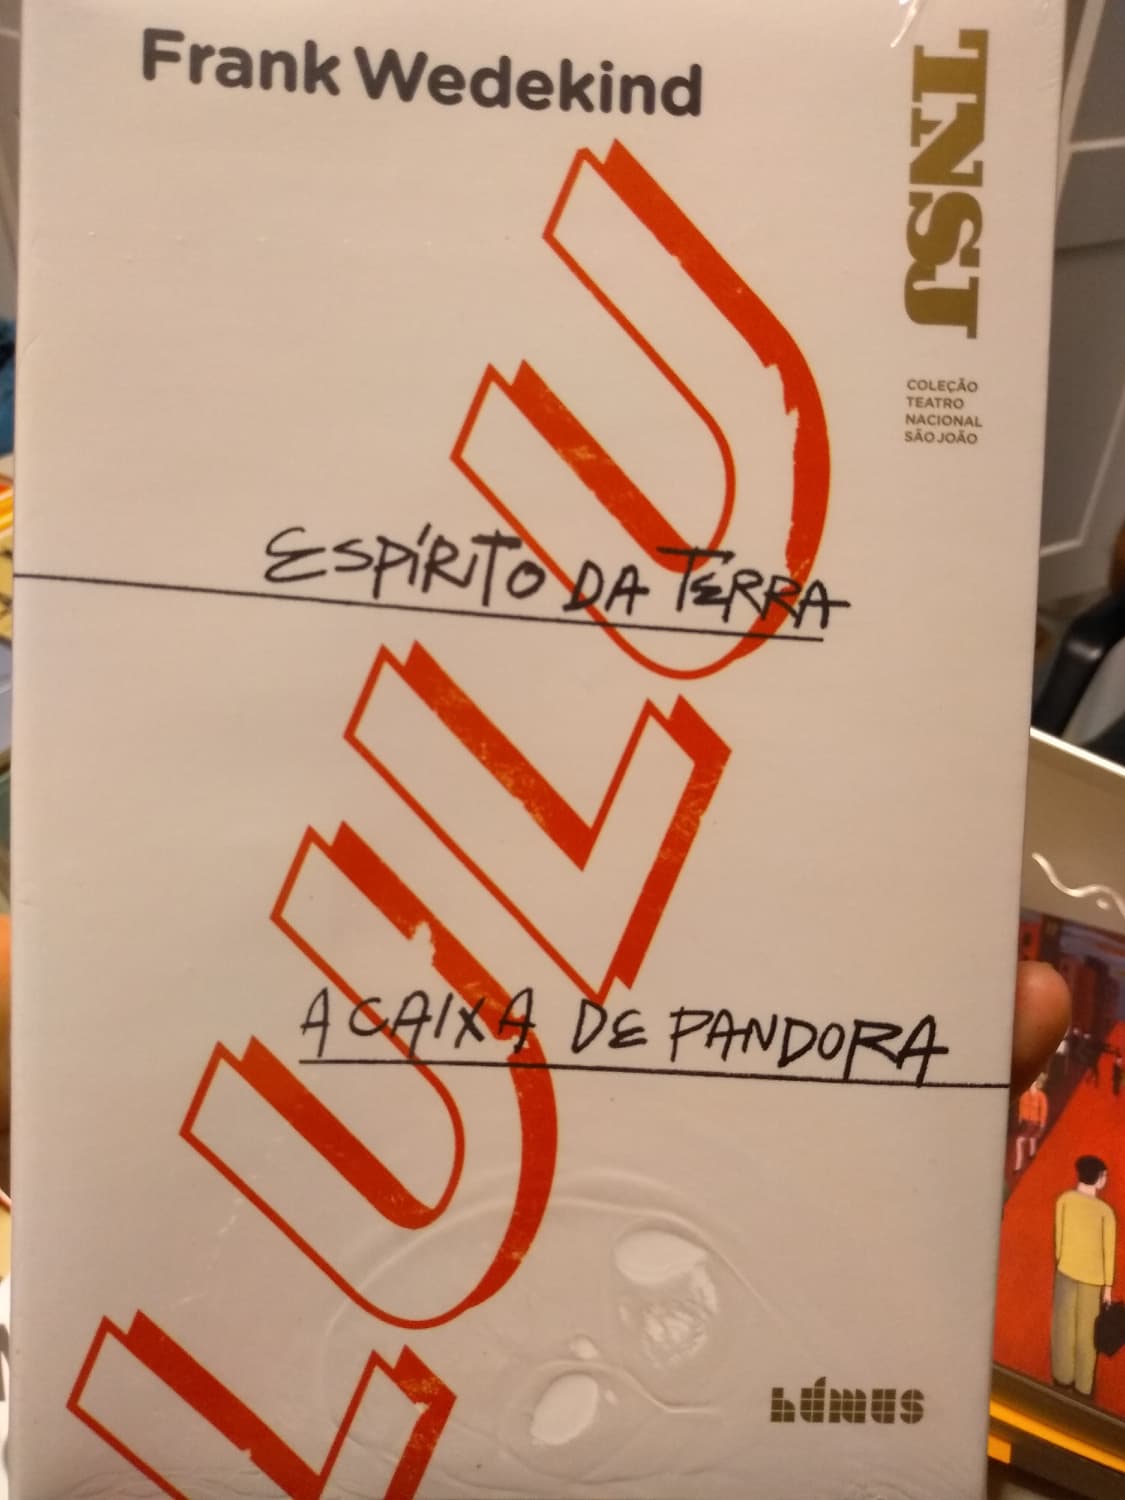 Frank Wedekind
TNSJ
COLEÇÃO
TEATRO
NACIONAL
SÃO JOÃO
LULU
ESPÍRITO DA TERRA
A CAIXA DE PANDORA
húmus